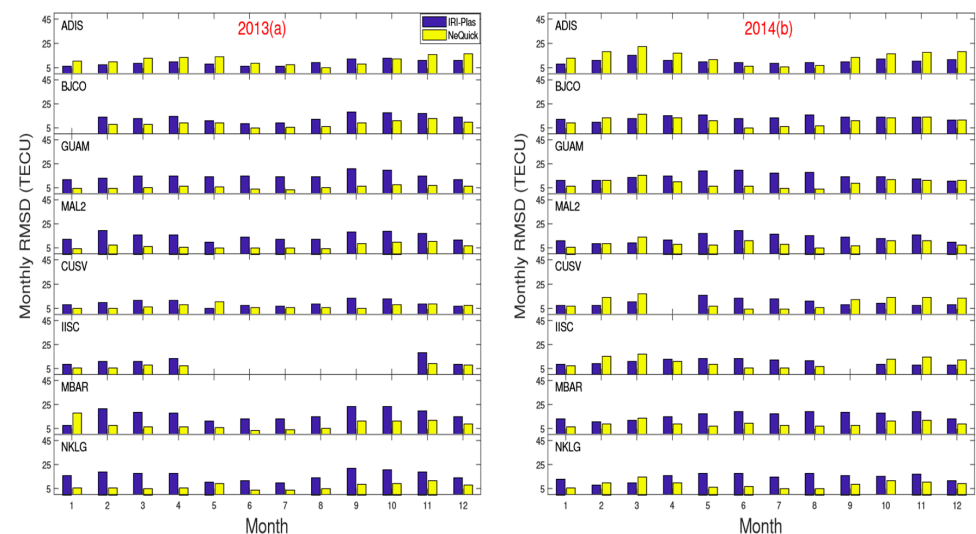 2013(a)
IRI-Plas
NeQuick
Monthly RMSD (TECU)
45
25
5
ADIS
45
25
5
BJCO
45
25
5
GUAM
45
25
5
MAL2
45
25
5
CUSV
45
25
5
IISC
45
25
5
MBAR
45
25
5
NKLG
1 2 3 4 5 6 7 8 9 10 11 12
Month
2014(b)
Monthly RMSD (TECU)
45
25
5
ADIS
45
25
5
BJCO
45
25
5
GUAM
45
25
5
MAL2
45
25
5
CUSV
45
25
5
IISC
45
25
5
MBAR
45
25
5
NKLG
1 2 3 4 5 6 7 8 9 10 11 12
Month